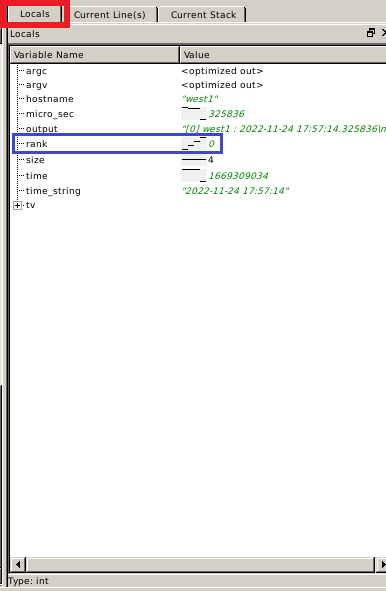 Locals Current Line(s) Current Stack
Locals
Variable Name Value
argc <optimized out>
argv <optimized out>
hostname "west1"
micro_sec 325836
output "[0] west1 : 2022-11-24 17:57:14.325836\n
rank 0
size 4
time 1669309034
time_string "2022-11-24 17:57:14"
tv
Type: int